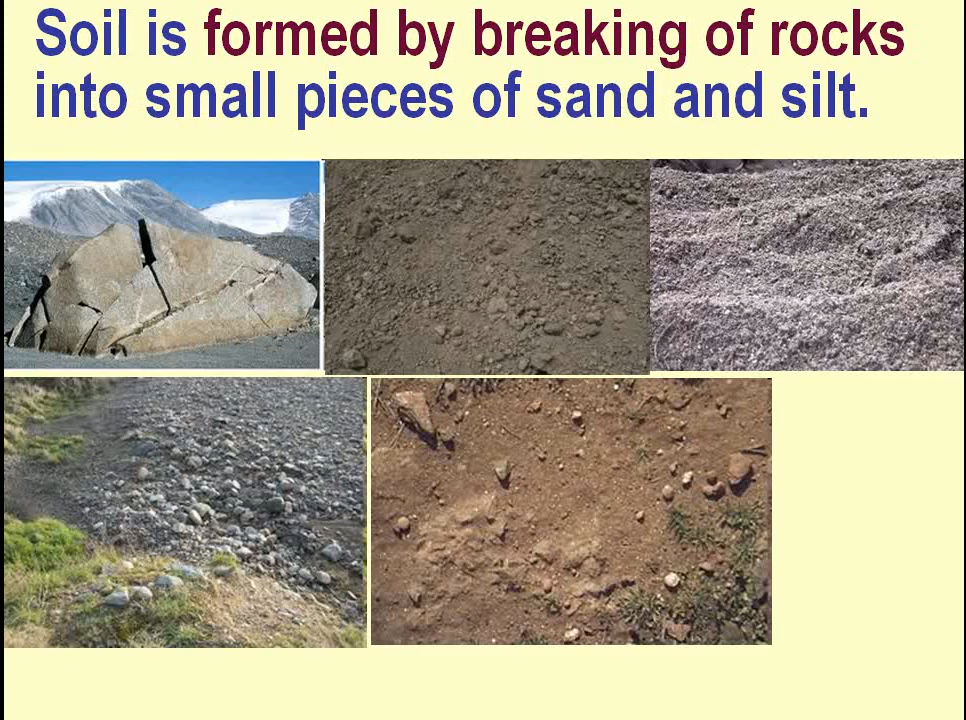 Soil is formed by breaking of rocks
into small pieces of sand and silt.